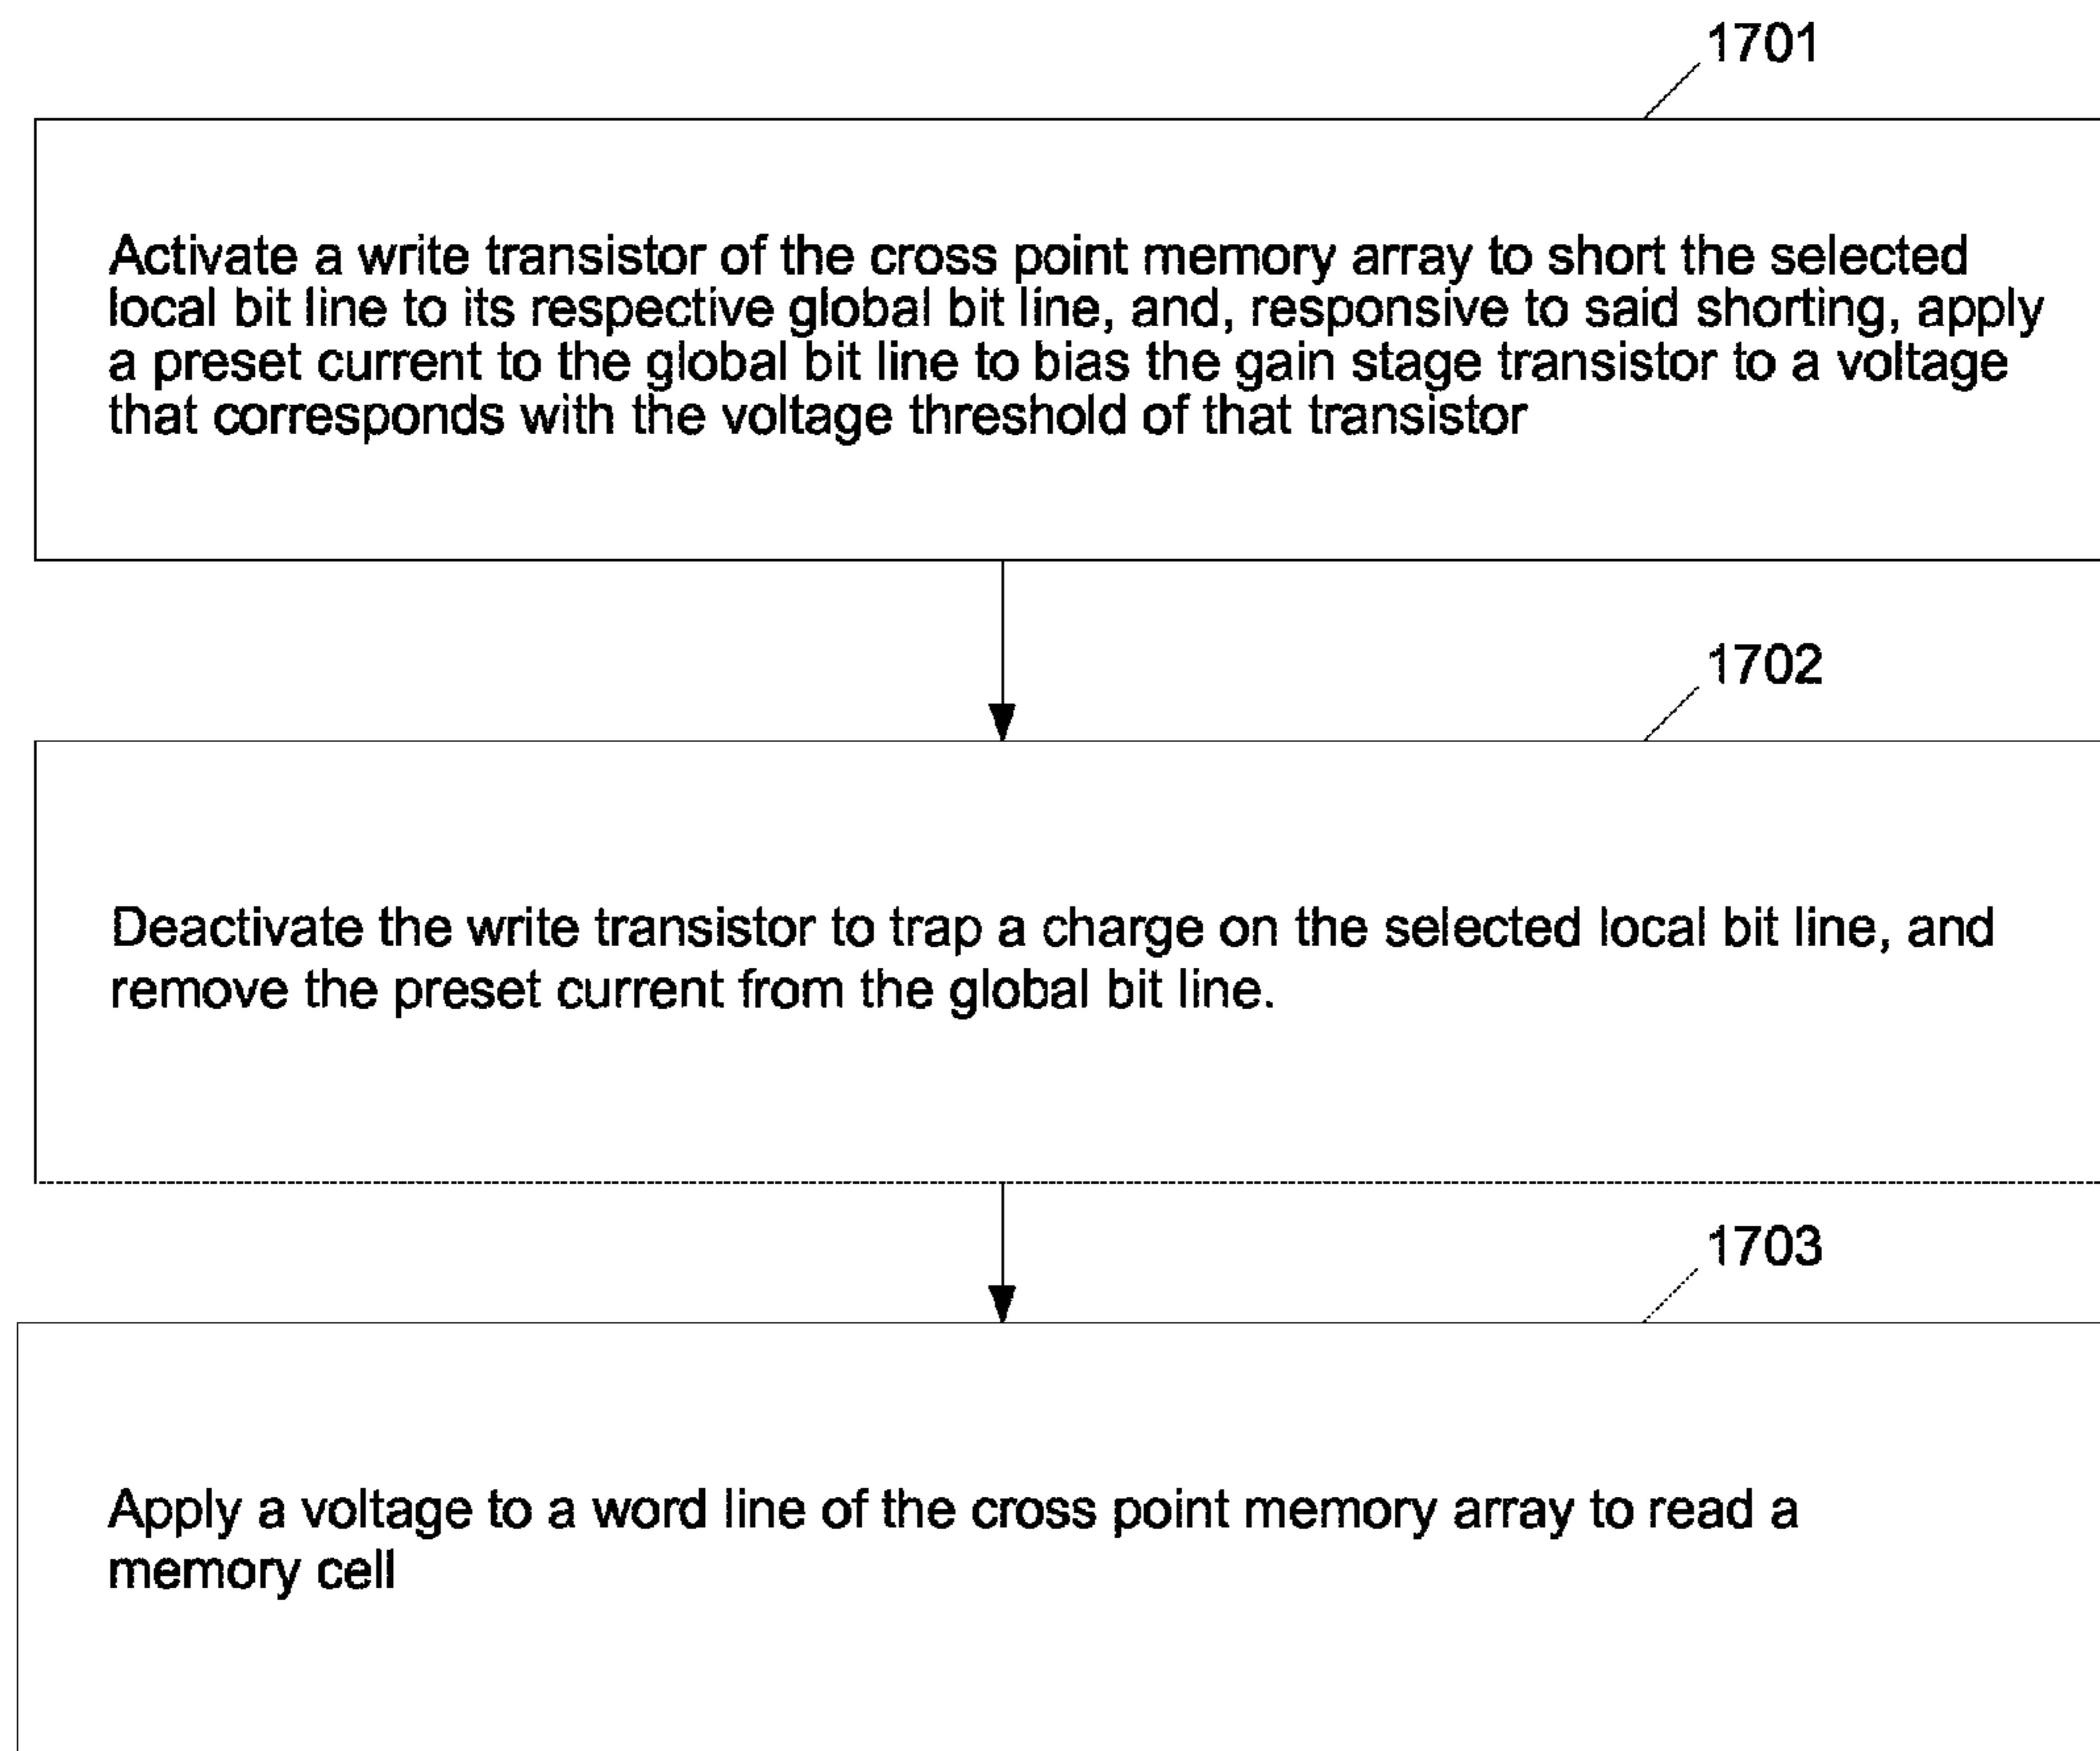 1701
Activate a write transistor of the cross point memory array to short the selected
local bit line to its respective global bit line, and, responsive to said shorting, apply
a preset current to the global bit line to bias the gain stage transistor to a voltage
that corresponds with the voltage threshold of that transistor
1702
Deactivate the write transistor to trap a charge on the selected local bit line, and
remove the preset current from the global bit line.
1703
Apply a voltage to a word line of the cross point memory array to read a
memory cell